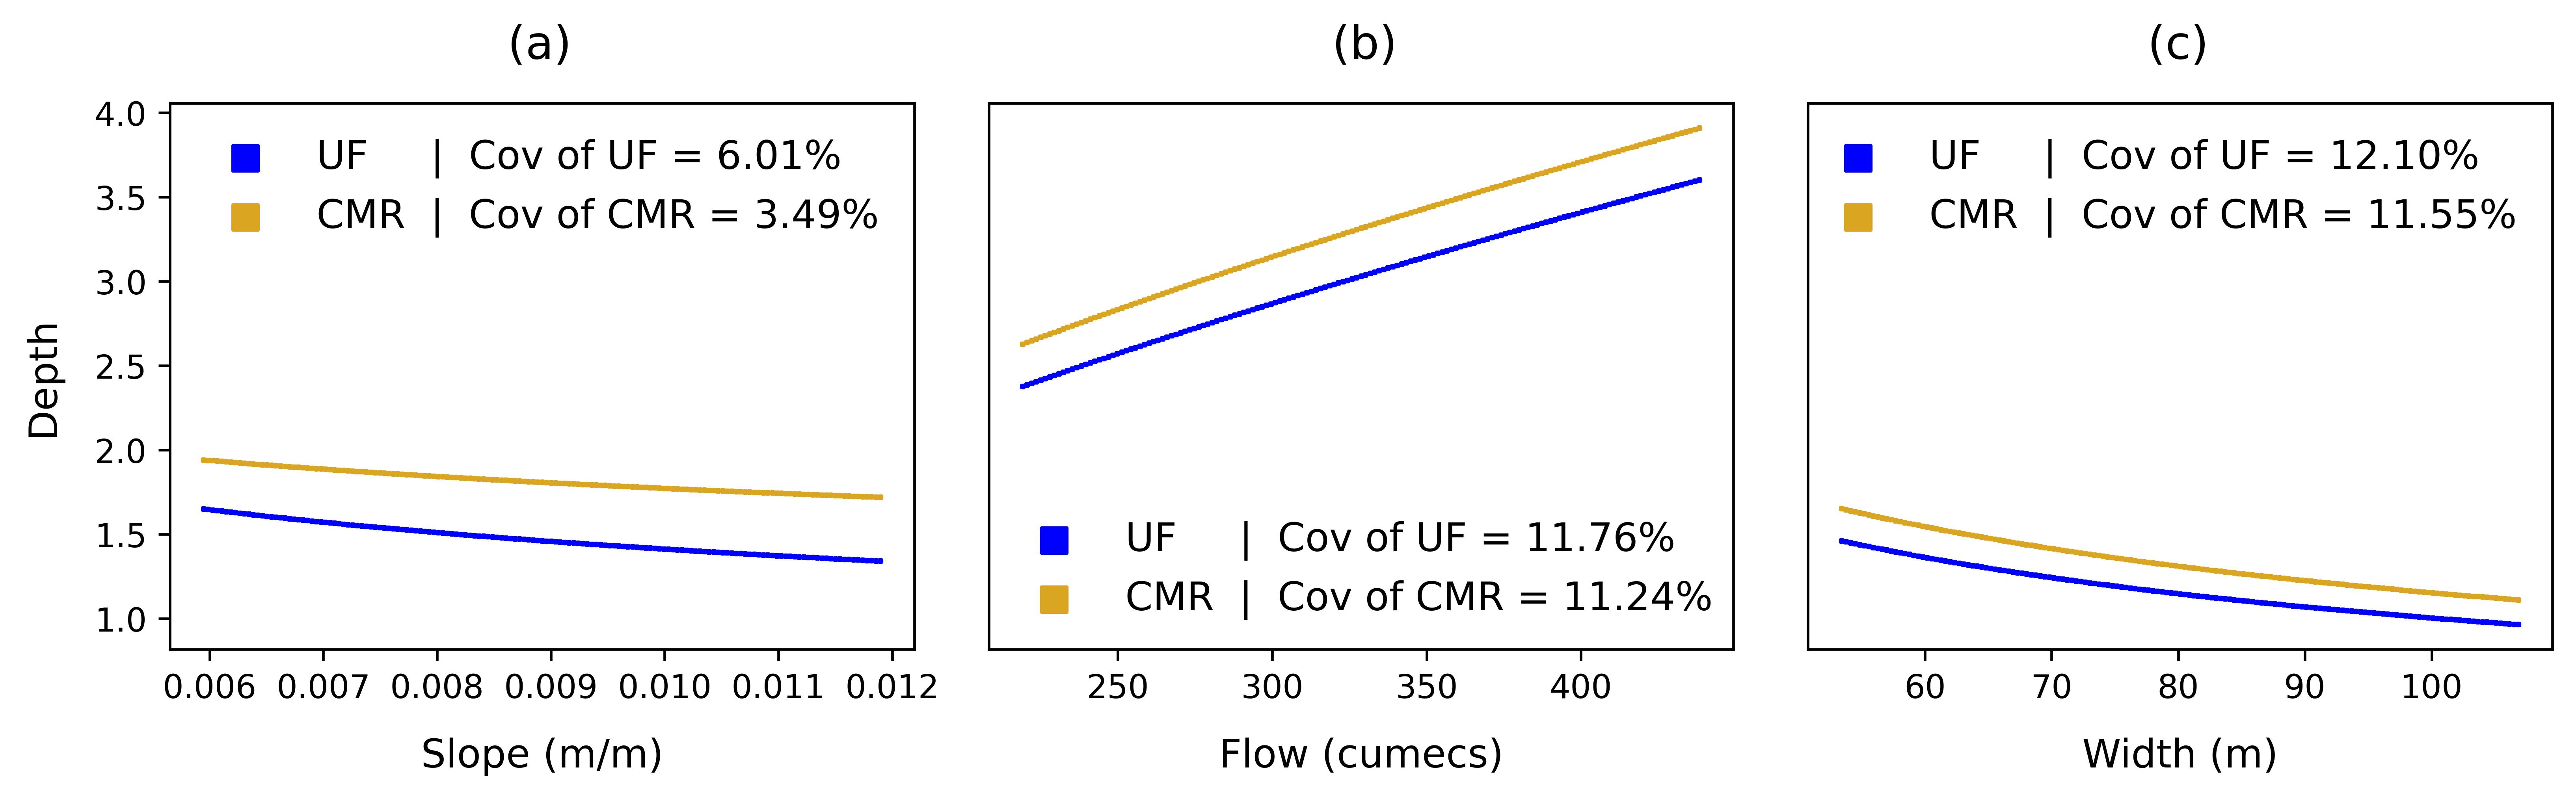 (a)
Depth
4.0
3.5
3.0
2.5
2.0
1.5
1.0
UF | Cov of UF = 6.01%
CMR | Cov of CMR = 3.49%
0.006 0.007 0.008 0.009 0.010 0.011 0.012
Slope (m/m)
(b)
UF | Cov of UF = 11.76%
CMR | Cov of CMR = 11.24%
250 300 350 400
Flow (cumecs)
(c)
UF | Cov of UF = 12.10%
CMR | Cov of CMR = 11.55%
60 70 80 90 100
Width (m)